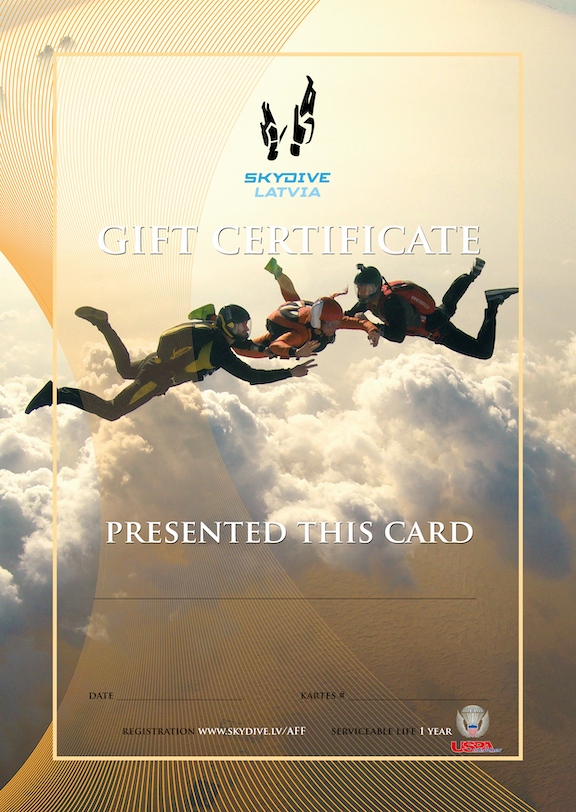 SKYDIVE
LATVIA
GIFT CERTIFICATE
PRESENTED THIS CARD
DATE
KARTES #
REGISTRATION WWW.SKYDIVE.LV/AFF
SERVICEABLE LIFE 1 YEAR
USPA